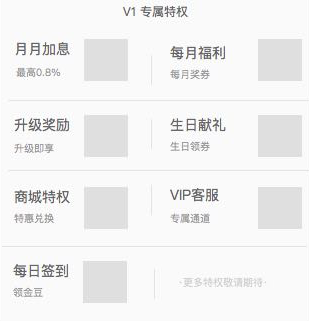 V1 专属特权
月月加息
最高0.8%
每月福利
每月奖券
升级奖励
升级即享
生日献礼
生日领券
商城特权
特惠兑换
VIP客服
专属通道
每日签到
领金豆
·更多特权敬请期待·